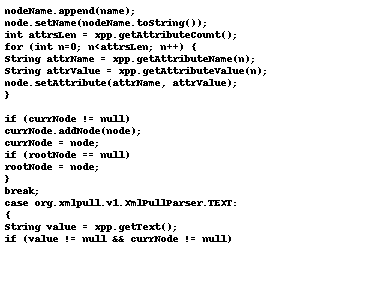 nodeName.append(name);
node.setName(nodeName.toString());
int attrsLen = xpp.getAttributeCount();
for (int n=0; n<attrsLen; n++) {
String attrName = xpp.getAttributeName(n);
String attrValue = xpp.getAttributeValue(n);
node.setAttribute(attrName, attrValue);
}
if (currNode != null)
currNode.addNode(node);
currNode = node;
if (rootNode == null)
rootNode = node;
}
break;
case org.xmlpull.v1.XmlPullParser.TEXT:
{
String value = xpp.getText();
if (value != null && currNode != null)